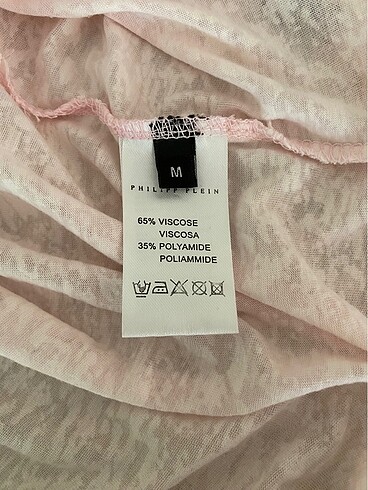 M
PHILIPP PLEIN
65% VISCOSE
VISCOSA
35% POLYAMIDE
POLIAMMIDE